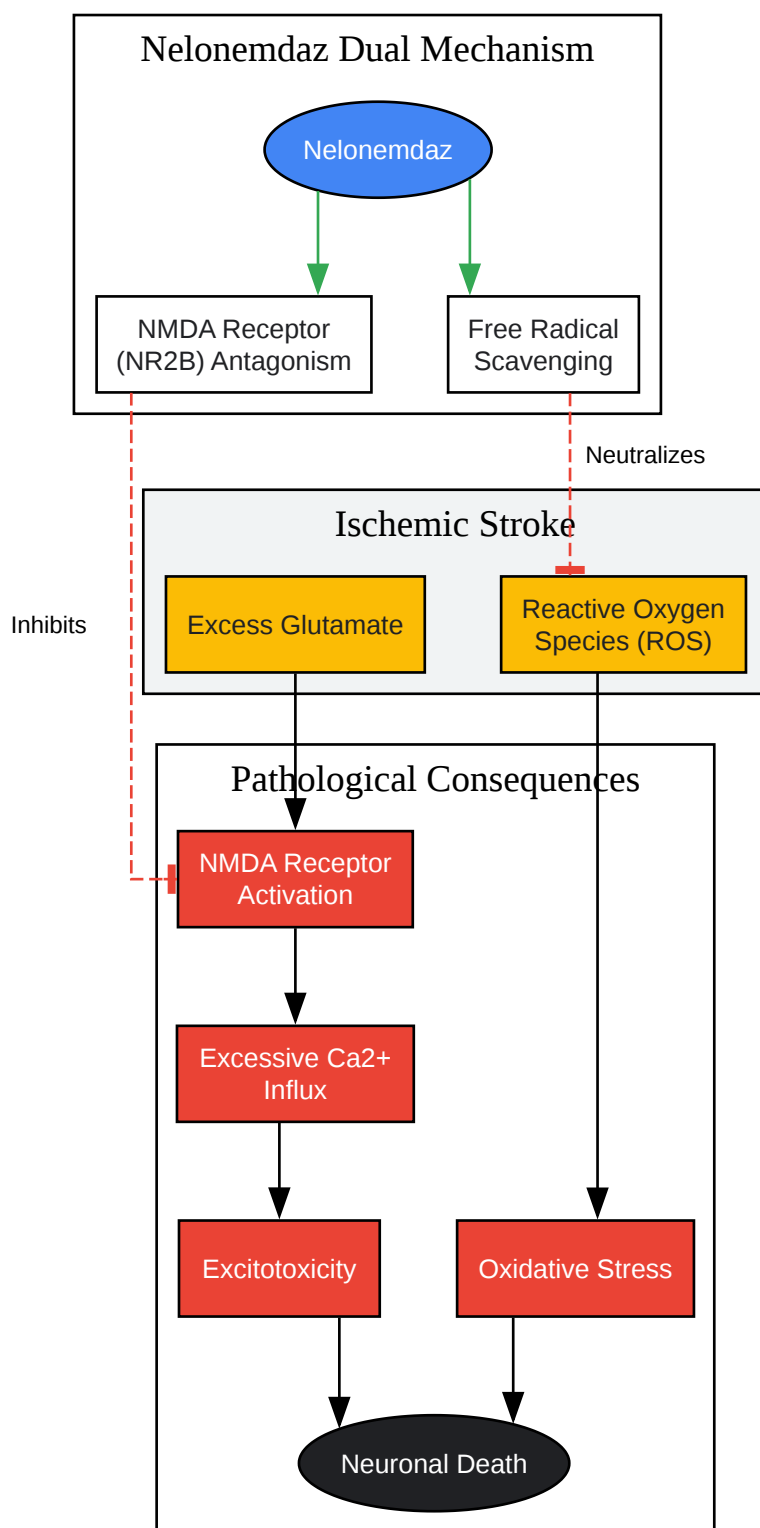 Nelonemdaz Dual Mechanism
Nelonemdaz
NMDA Receptor
(NR2B) Antagonism
Free Radical
Scavenging
Neutralizes
Ischemic Stroke
Inhibits
Excess Glutamate
Reactive Oxygen
Species (ROS)
Pathological Consequences
NMDA Receptor
Activation
Excessive Ca2+
Influx
Excitotoxicity
Oxidative Stress
Neuronal Death